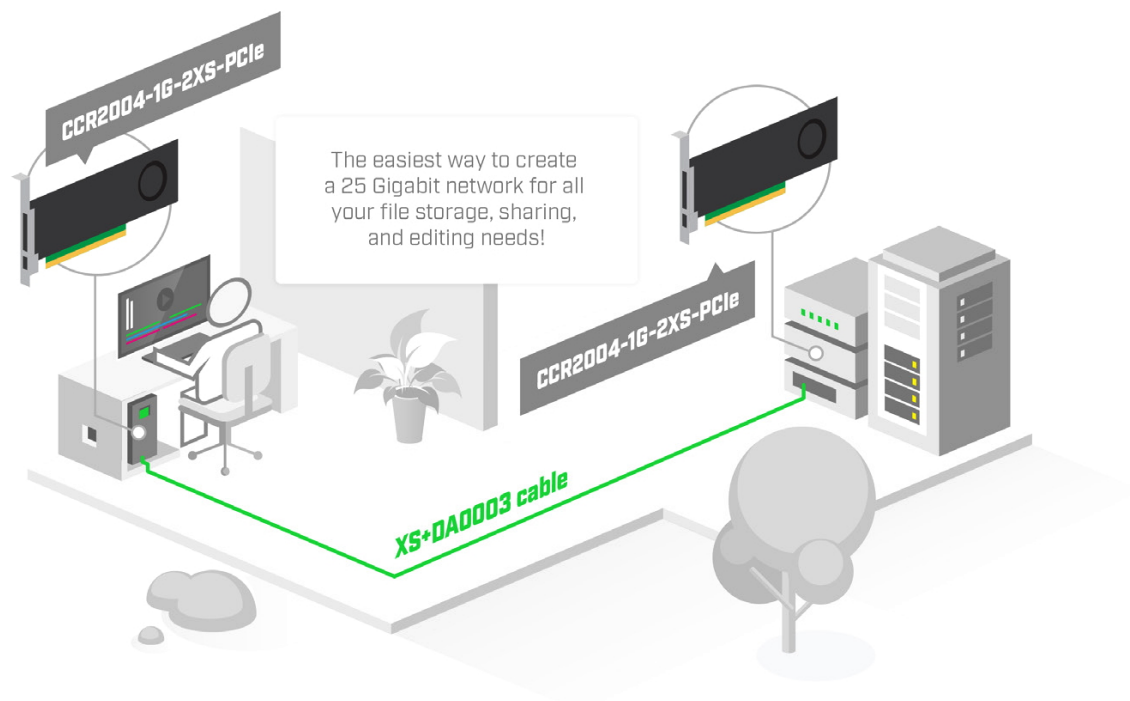 CCR2004-1G-2XS-PCIe
The easiest way to create
a 25 Gigabit network for all
your file storage, sharing,
and editing needs!
CCR2004-1G-2XS-PCIe
XS+DA0003 cable